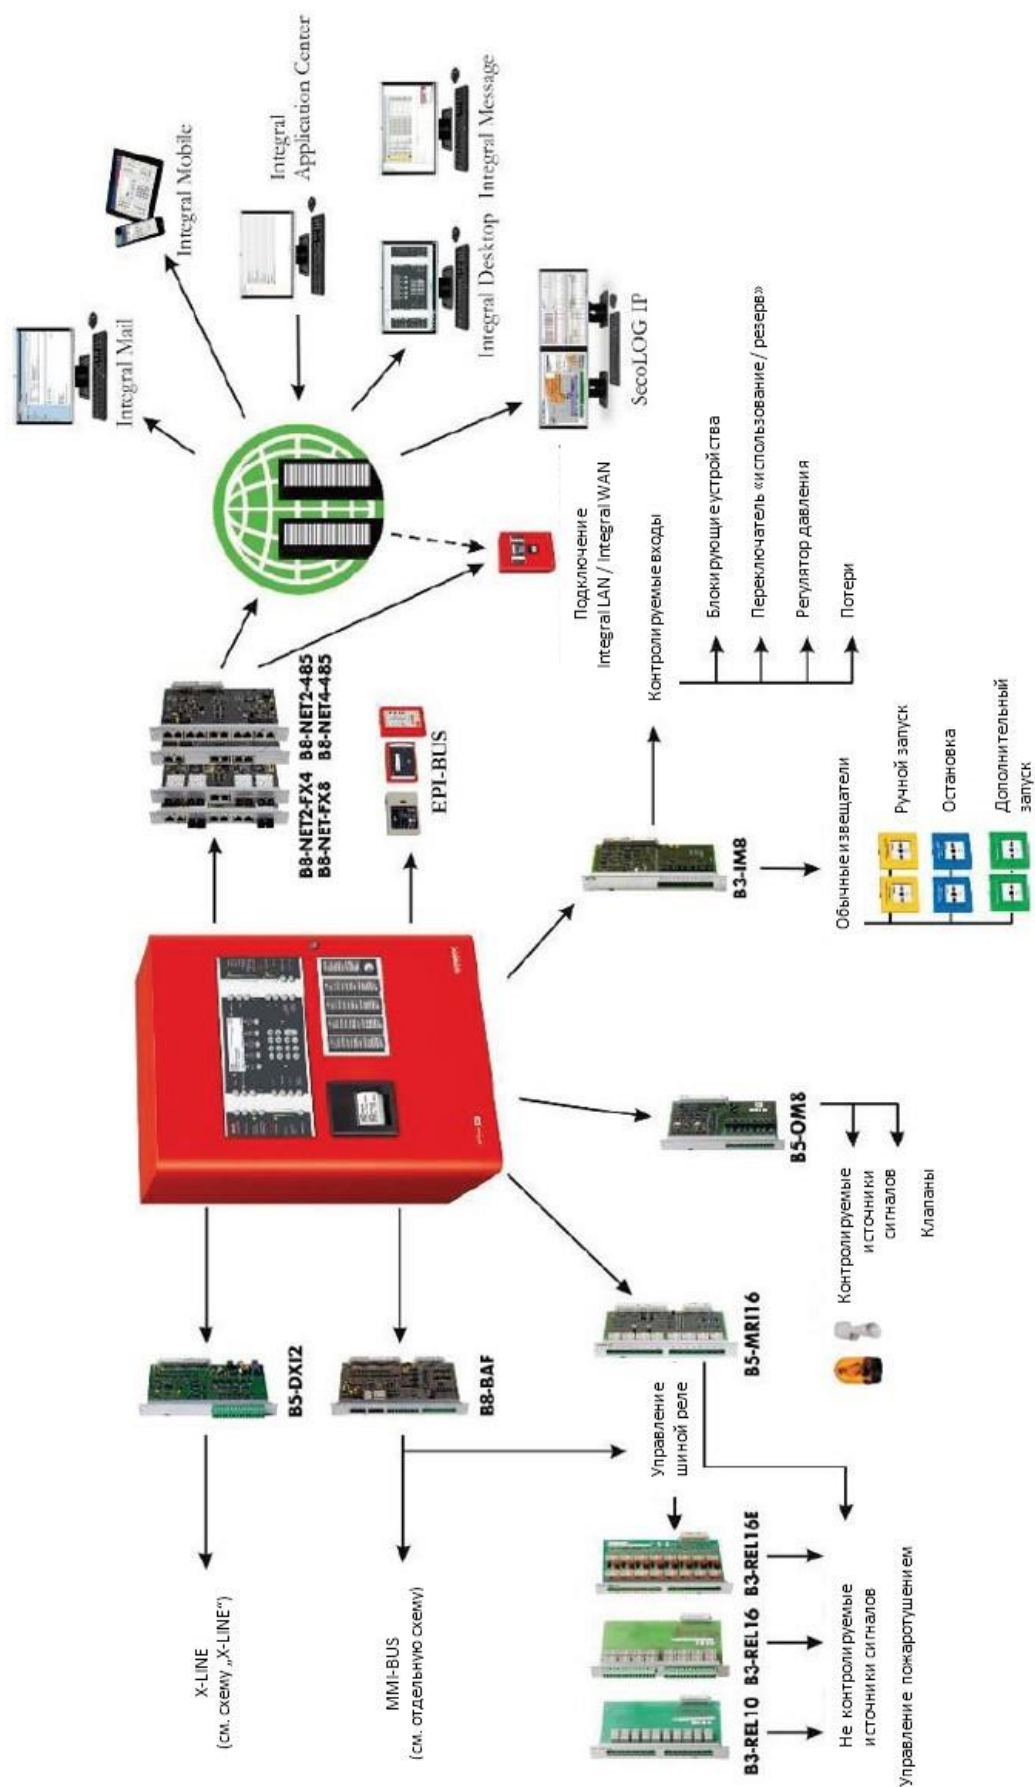 X-LINE
(см. схему „X-LINE“)
B5-DXI2
MMI-BUS
(см. отдельную схему)
B8-BAF
B8-NET2-FX4 B8-NET2-485
B8-NET-FX8 B8-NET4-485
EPI-BUS
Integral Mail
Integral Mobile
Integral
Application Center
Integral Desktop
Integral Message
SecoLOG IP
Подключение
Integral LAN / Integral WAN
B3-REL10
B3-REL16
B3-REL16E
Управление
шиной реле
B5-MRI16
B5-OM8
B3-IM8
Контролируемые входы
Блокирующие устройства
Переключатель «использование/ резерв»
Регулятор давления
Потери
Не контролируемые
источники сигналов
Управление пожаротушением
Контролируемые
источники
сигналов
Клапаны
Обычные извещатели
Ручной запуск
Остановка
Дополнительный
запуск